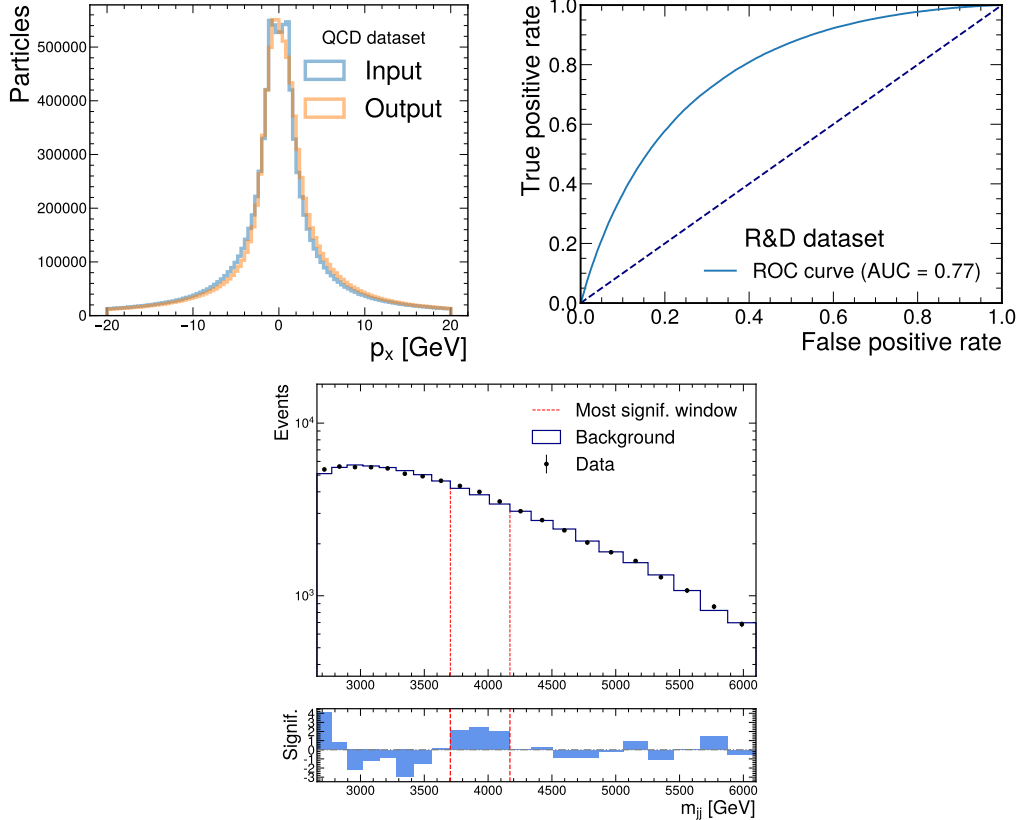 Particles
500000
400000
300000
200000
100000
0
QCD dataset
Input
Output
−20 −10 0 10 20
pₓ [GeV]
True positive rate
1.0
0.8
0.6
0.4
0.2
0.0
R&D dataset
ROC curve (AUC = 0.77)
0.0 0.2 0.4 0.6 0.8 1.0
False positive rate
Events
10⁴
10³
Most signif. window
Background
Data
3000 3500 4000 4500 5000 5500 6000
Signif.
4
3
2
1
0
-1
-2
-3
3000 3500 4000 4500 5000 5500 6000
m_jj [GeV]